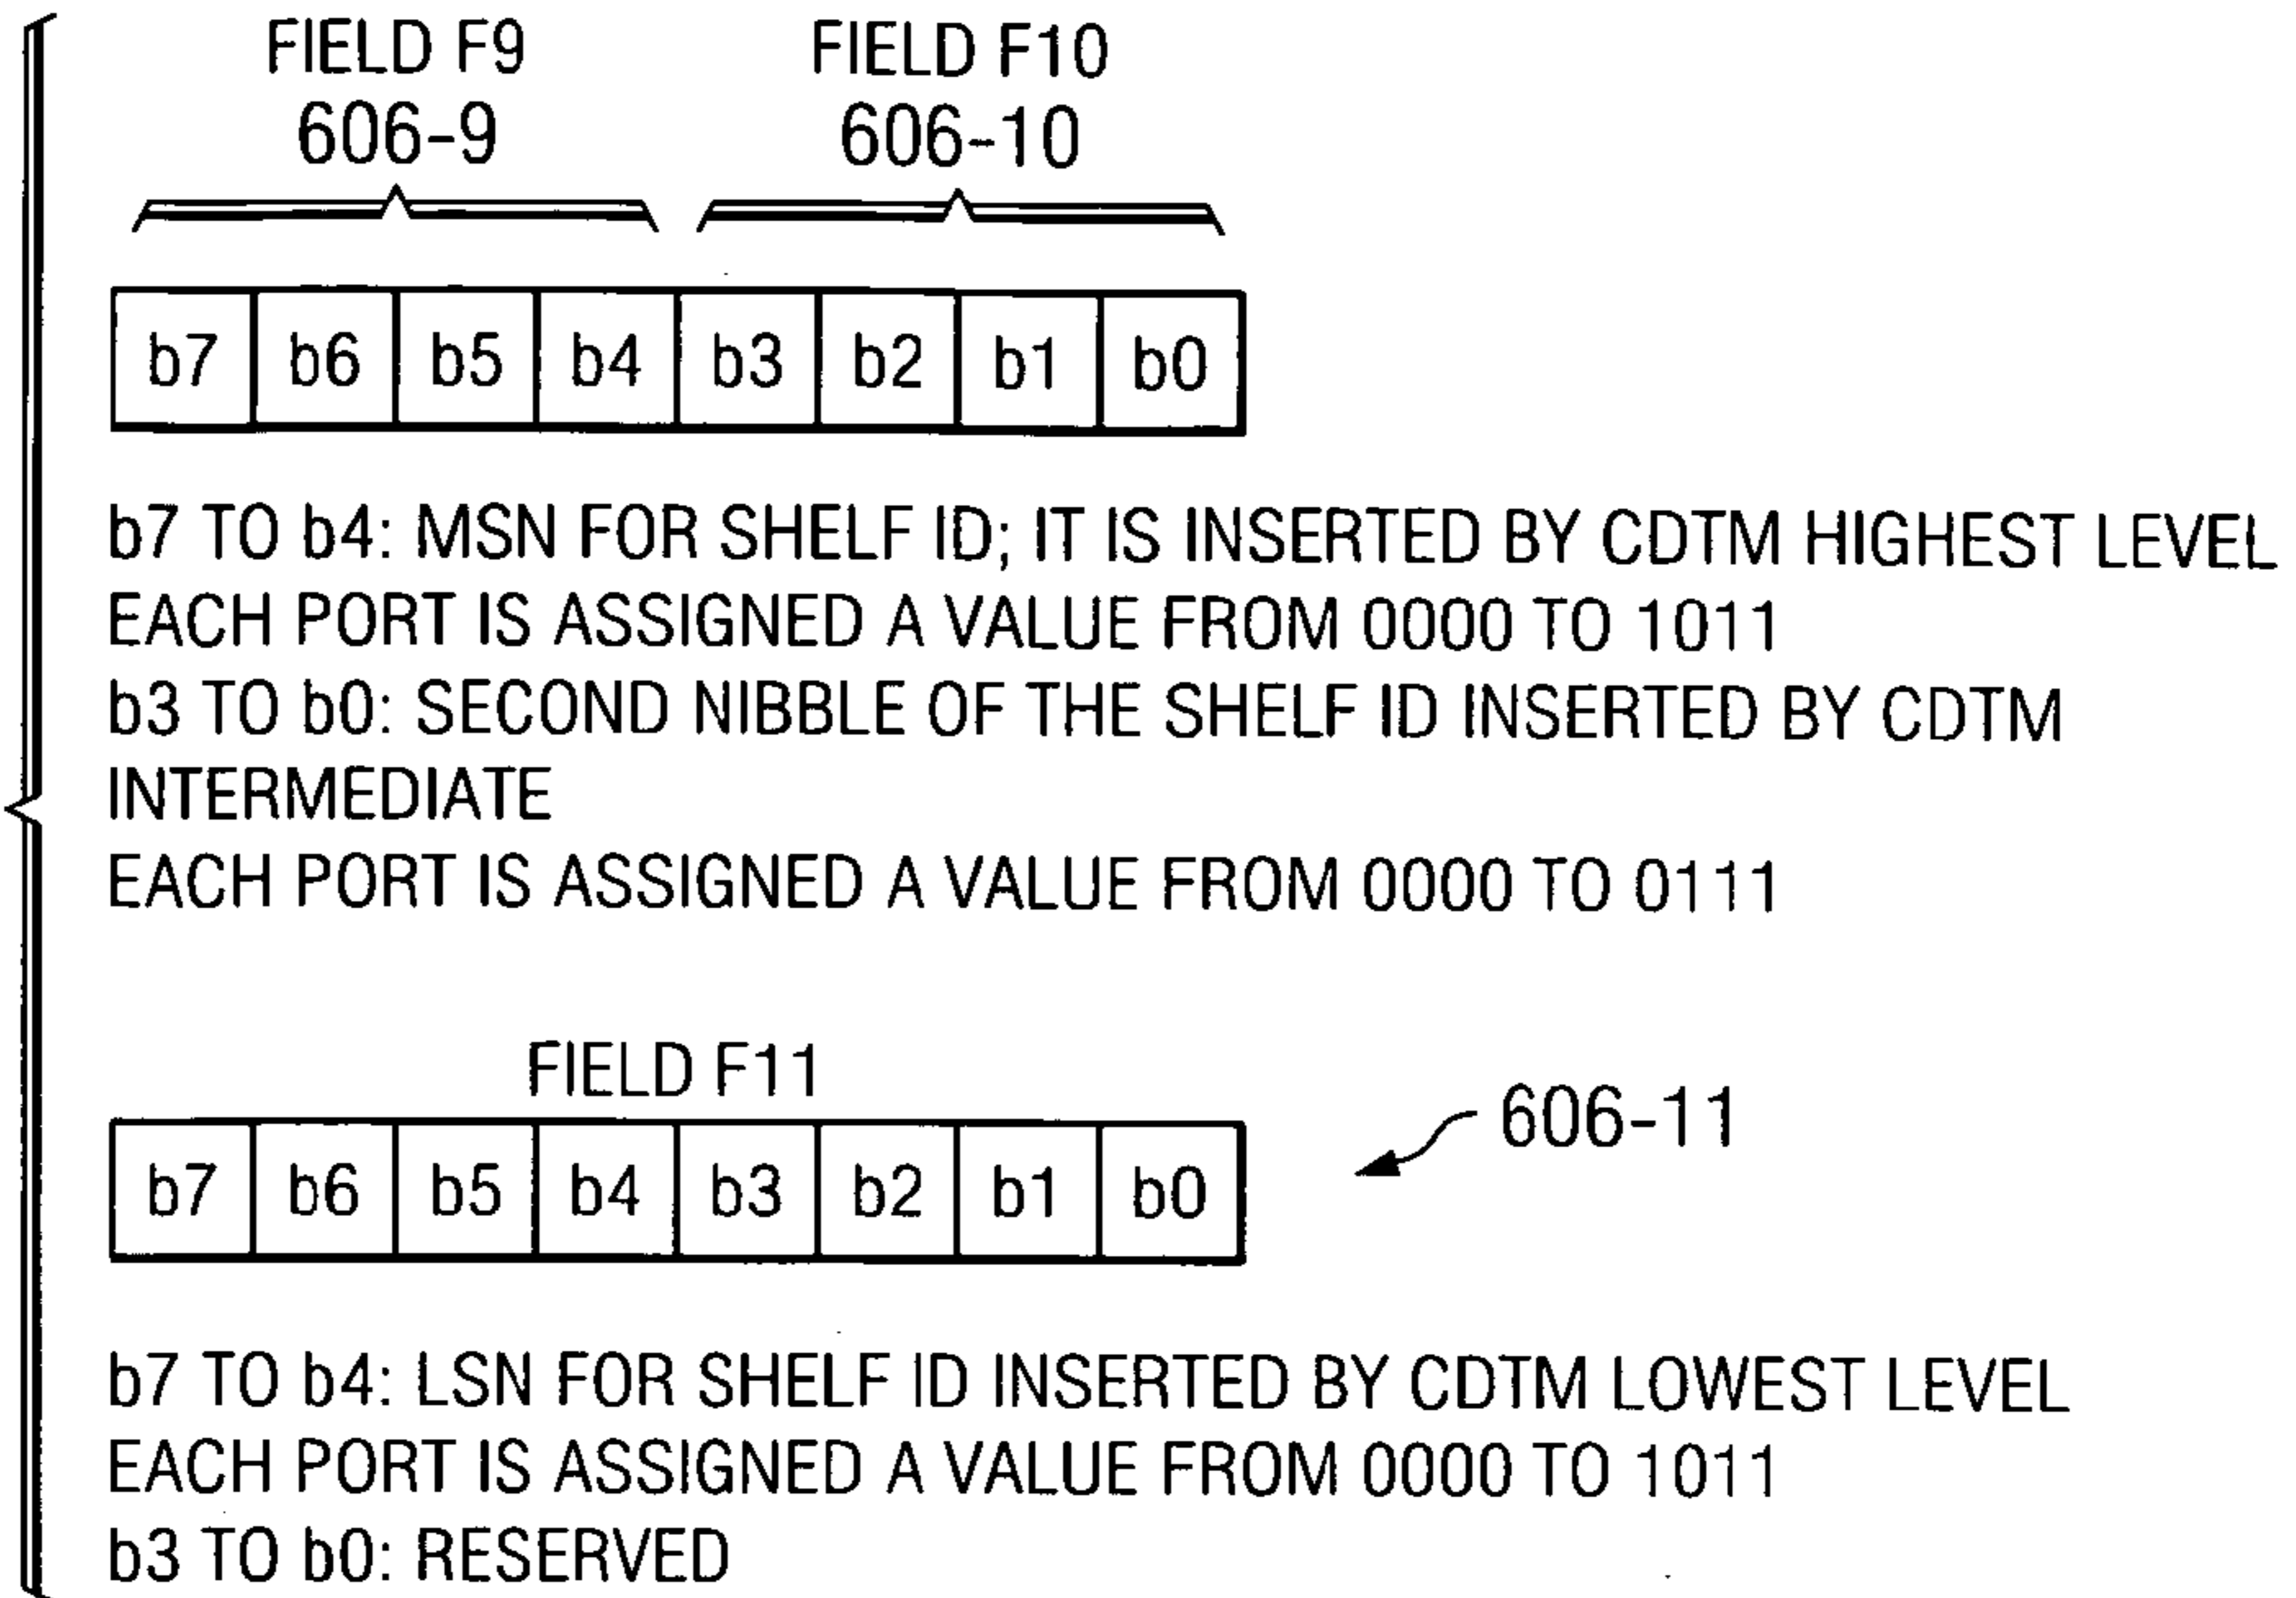 FIELD F9 FIELD F10
606-9 606-10
b7 b6 b5 b4 b3 b2 b1 b0
b7 TO b4: MSN FOR SHELF ID; IT IS INSERTED BY CDTM HIGHEST LEVEL
EACH PORT IS ASSIGNED A VALUE FROM 0000 TO 1011
b3 TO b0: SECOND NIBBLE OF THE SHELF ID INSERTED BY CDTM
INTERMEDIATE
EACH PORT IS ASSIGNED A VALUE FROM 0000 TO 0111
FIELD F11
606-11
b7 b6 b5 b4 b3 b2 b1 b0
b7 TO b4: LSN FOR SHELF ID INSERTED BY CDTM LOWEST LEVEL
EACH PORT IS ASSIGNED A VALUE FROM 0000 TO 1011
b3 TO b0: RESERVED